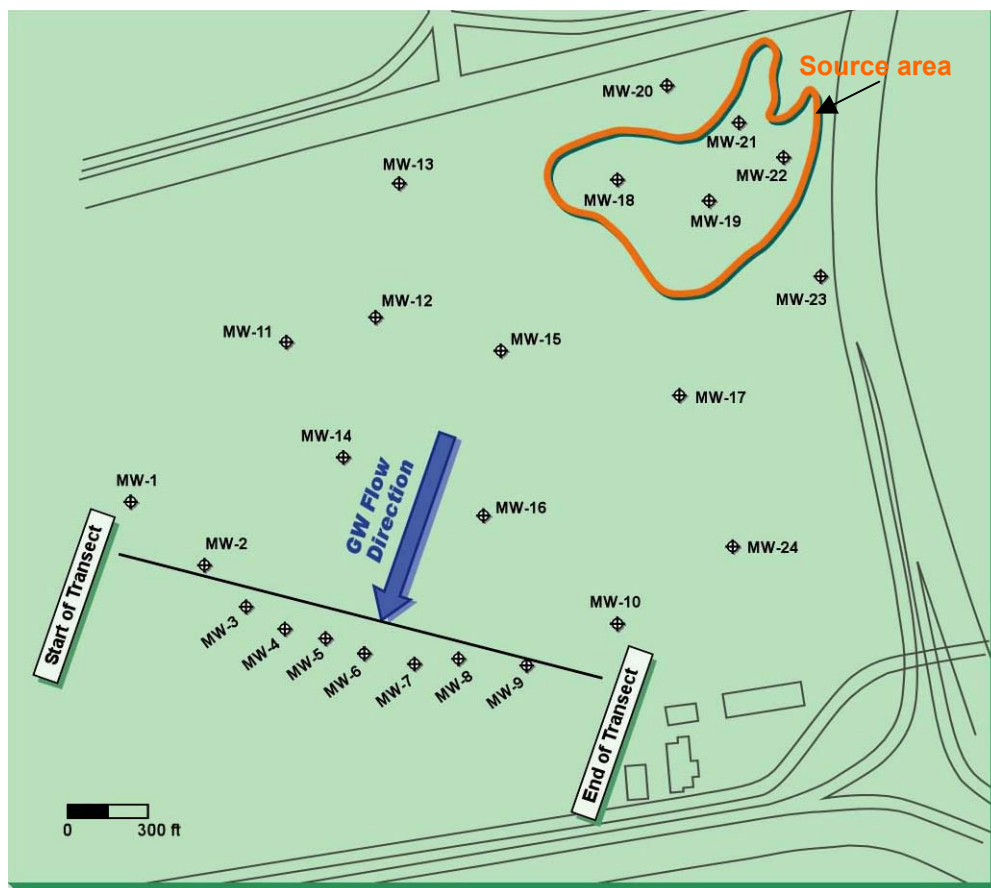 Source area
MW-20
MW-21
MW-13
MW-22
MW-18
MW-19
MW-23
MW-12
MW-11
MW-15
MW-17
MW-14
GW Flow
Direction
MW-1
MW-16
MW-2
MW-24
Start of Transect
MW-10
MW-3
MW-4
MW-5
MW-6
MW-7
MW-8
MW-9
End of Transect
0 300 ft